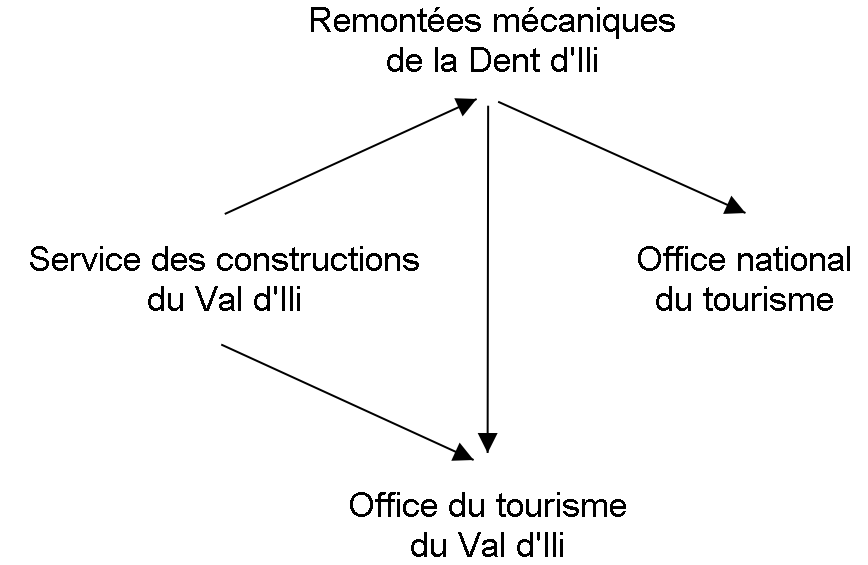 Remontées mécaniques
de la Dent d'Ili
Service des constructions
du Val d'Ili
Office national
du tourisme
Office du tourisme
du Val d'Ili